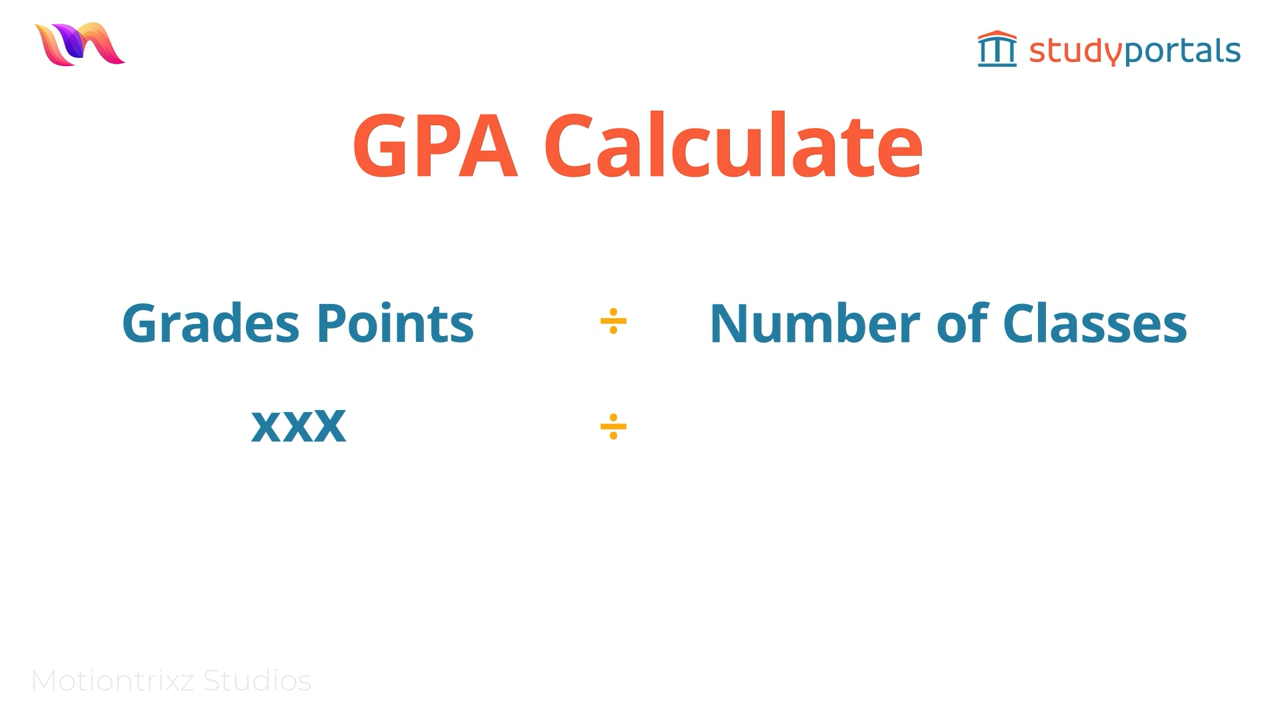 studyportals
GPA Calculate
Grades Points ÷ Number of Classes
xxx ÷
Motiontrixz Studios